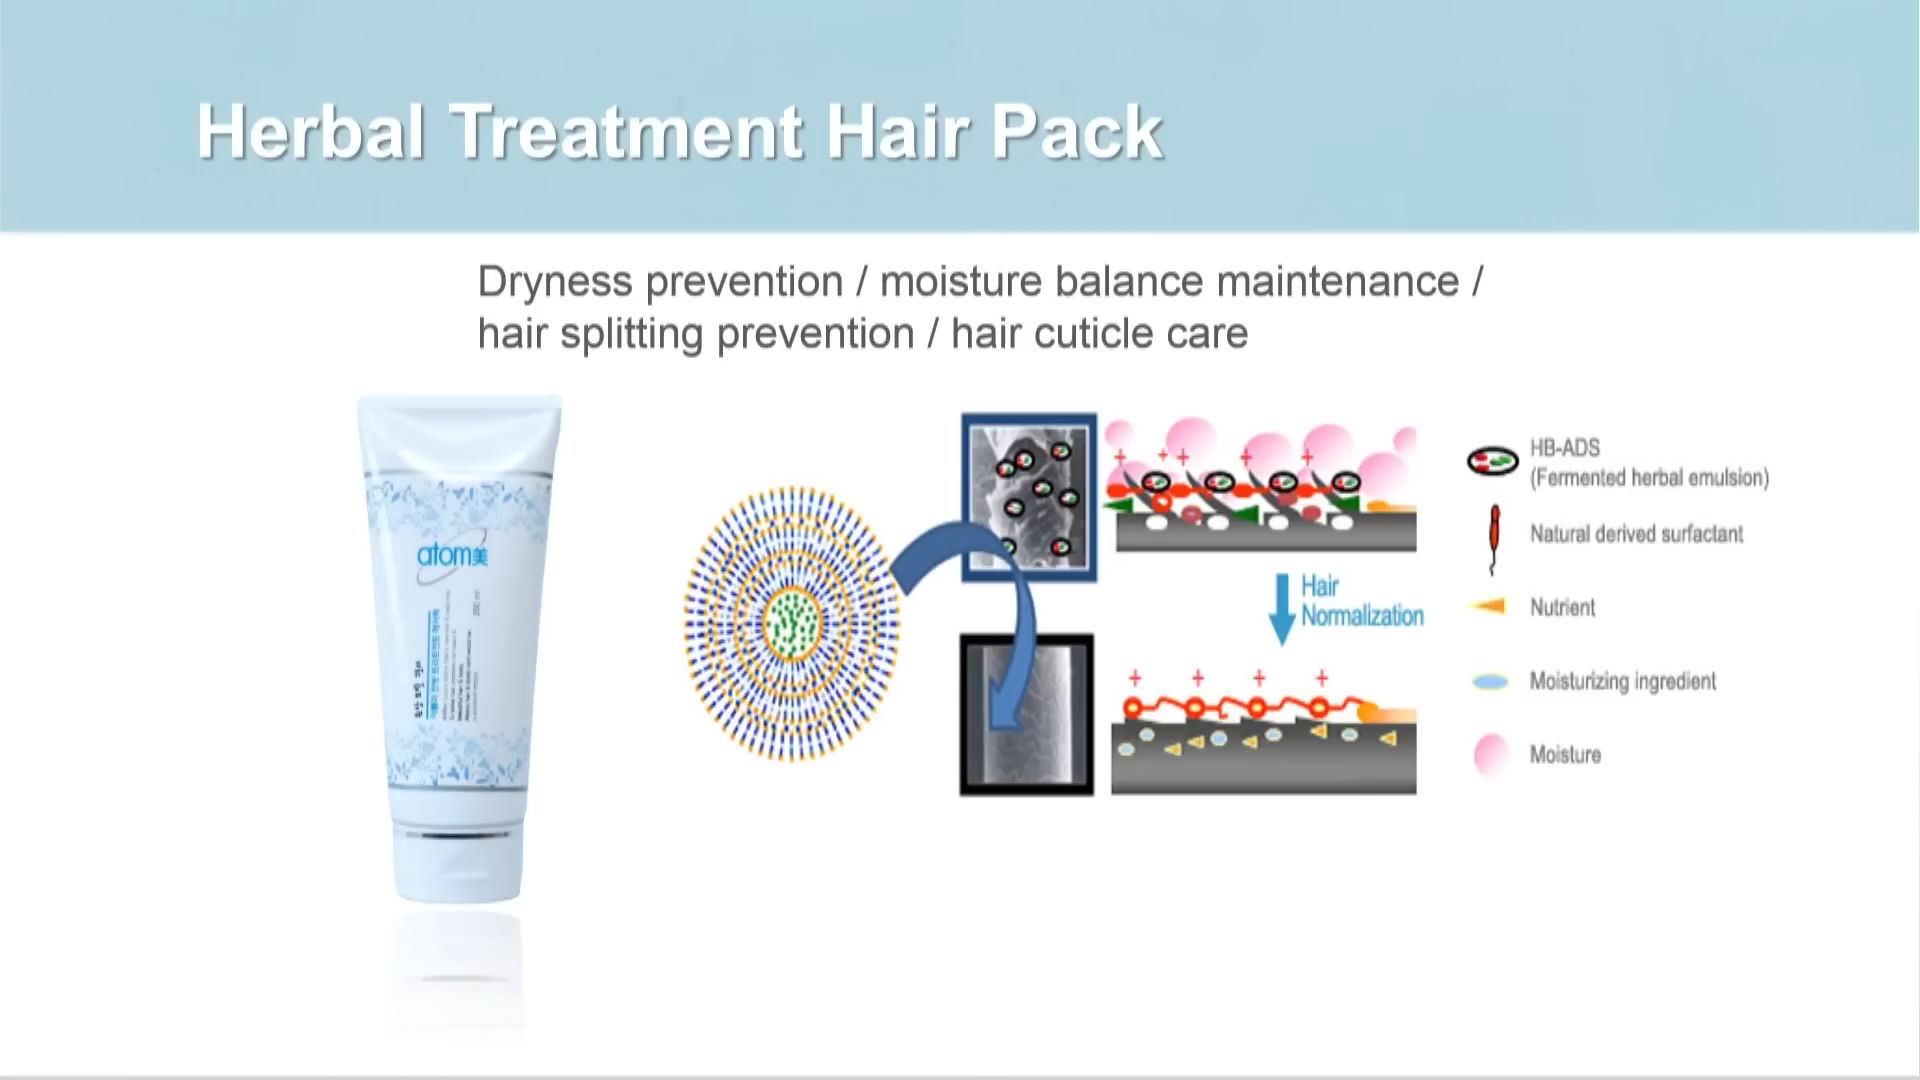 Herbal Treatment Hair Pack
Dryness prevention / moisture balance maintenance /
hair splitting prevention / hair cuticle care
atom美
HB-ADS
(Fermented herbal emulsion)
Natural derived surfactant
Nutrient
Moisturizing ingredient
Moisture
Hair
Normalization